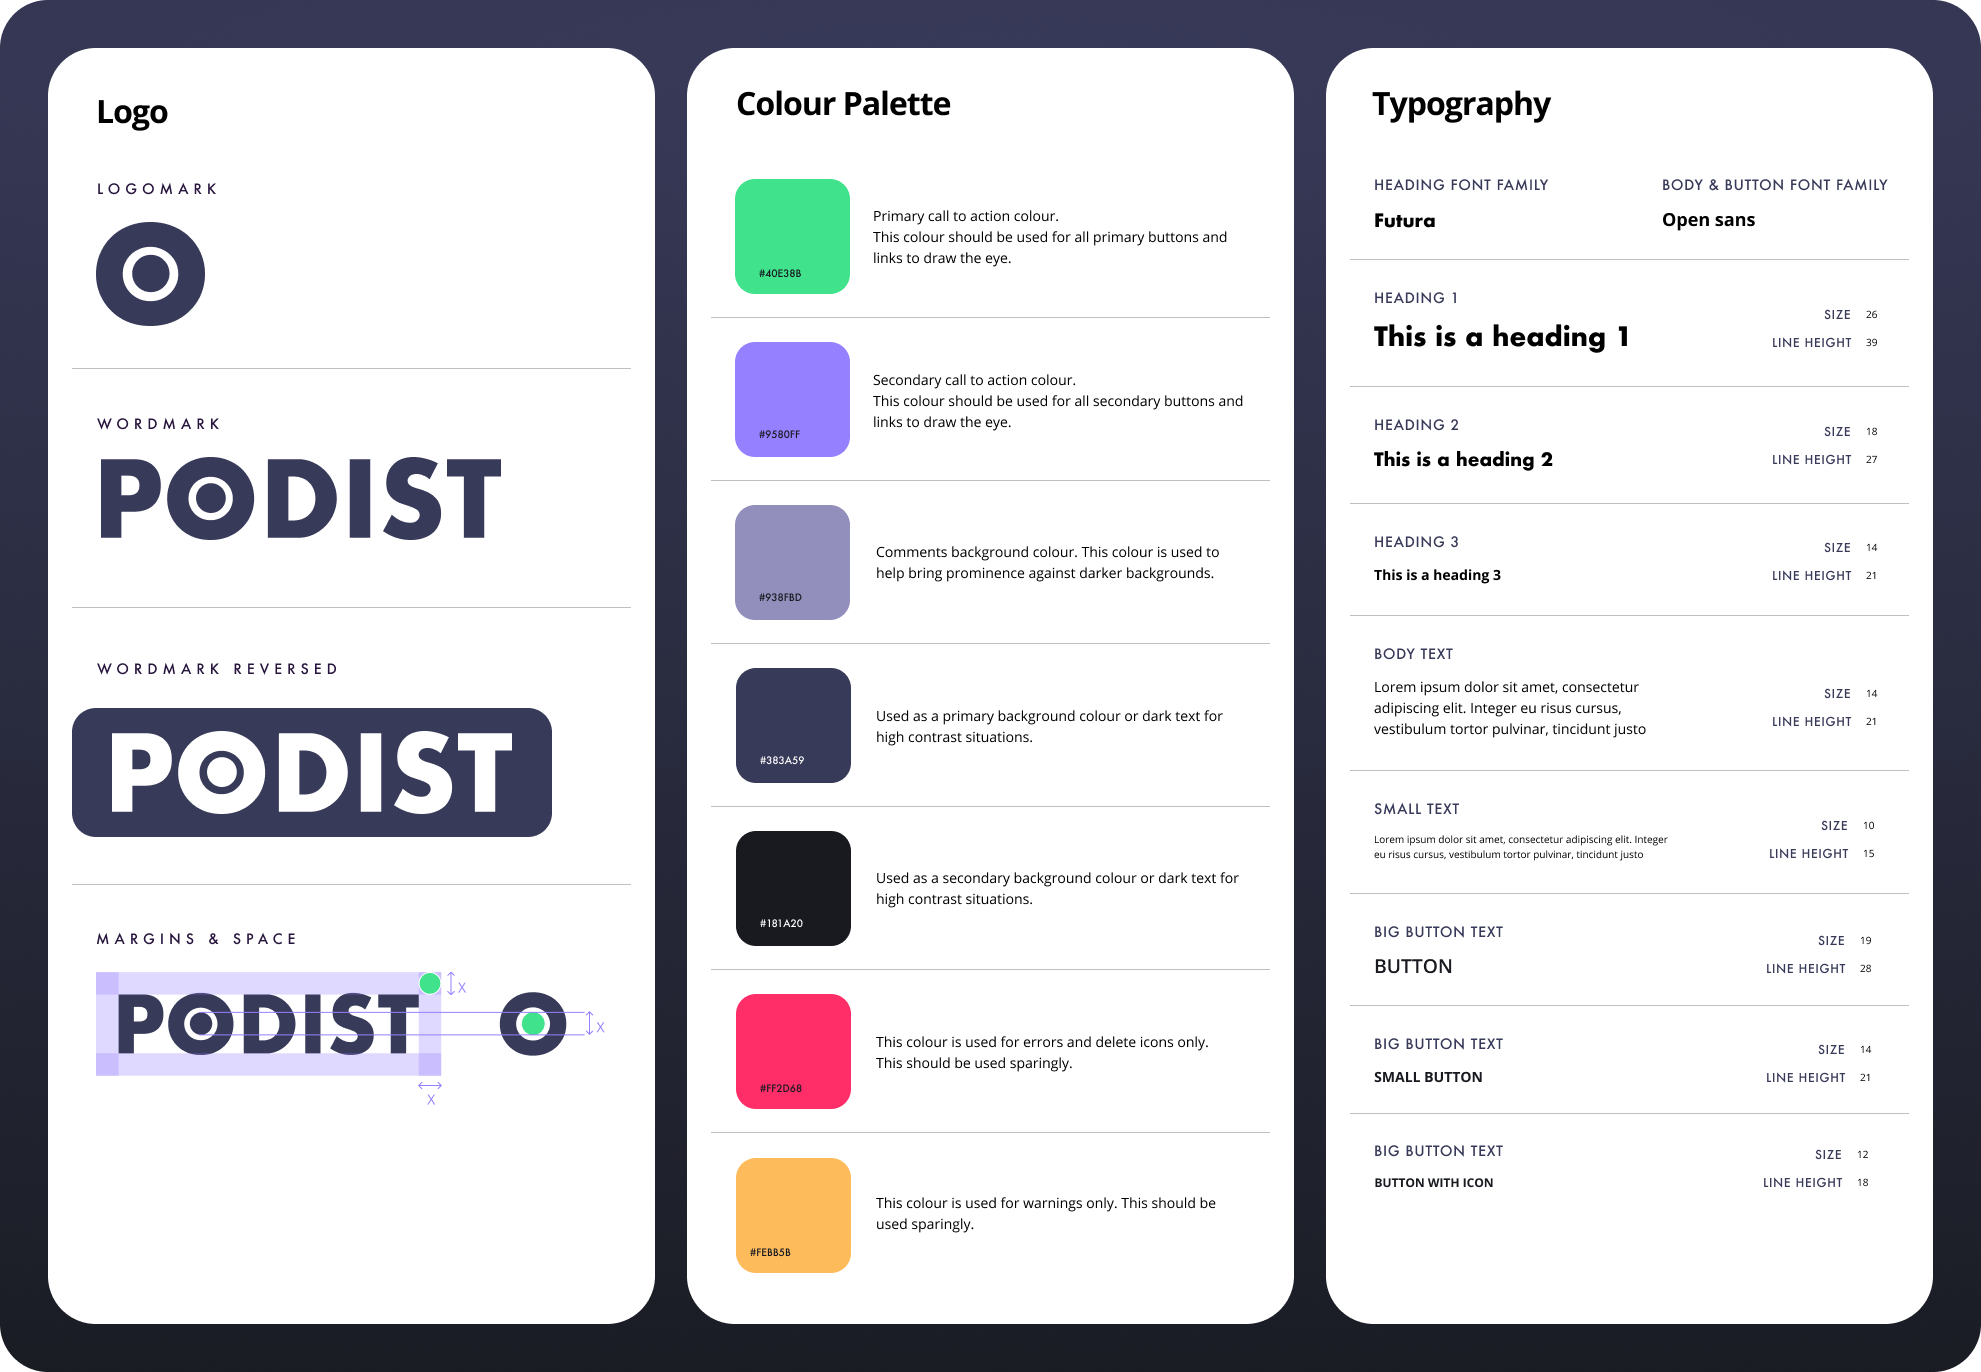 Logo
LOGOMARK
WORDMARK
PODIST
WORDMARK REVERSED
PODIST
MARGINS & SPACE
PODIST
X
X
X
Colour Palette
#40E38B
Primary call to action colour.
This colour should be used for all primary buttons and
links to draw the eye.
#9580FF
Secondary call to action colour.
This colour should be used for all secondary buttons and
links to draw the eye.
#938FBD
Comments background colour. This colour is used to
help bring prominence against darker backgrounds.
#383A59
Used as a primary background colour or dark text for
high contrast situations.
#181A20
Used as a secondary background colour or dark text for
high contrast situations.
#FF2D68
This colour is used for errors and delete icons only.
This should be used sparingly.
#FEBB5B
This colour is used for warnings only. This should be
used sparingly.
Typography
HEADING FONT FAMILY
Futura
BODY & BUTTON FONT FAMILY
Open sans
HEADING 1
This is a heading 1
SIZE 26
LINE HEIGHT 39
HEADING 2
This is a heading 2
SIZE 18
LINE HEIGHT 27
HEADING 3
This is a heading 3
SIZE 14
LINE HEIGHT 21
BODY TEXT
Lorem ipsum dolor sit amet, consectetur
adipiscing elit. Integer eu risus cursus,
vestibulum tortor pulvinar, tincidunt justo
SIZE 14
LINE HEIGHT 21
SMALL TEXT
Lorem ipsum dolor sit amet, consectetur adipiscing elit. Integer
eu risus cursus, vestibulum tortor pulvinar, tincidunt justo
SIZE 10
LINE HEIGHT 15
BIG BUTTON TEXT
BUTTON
SIZE 19
LINE HEIGHT 28
BIG BUTTON TEXT
SMALL BUTTON
SIZE 14
LINE HEIGHT 21
BIG BUTTON TEXT
BUTTON WITH ICON
SIZE 12
LINE HEIGHT 18